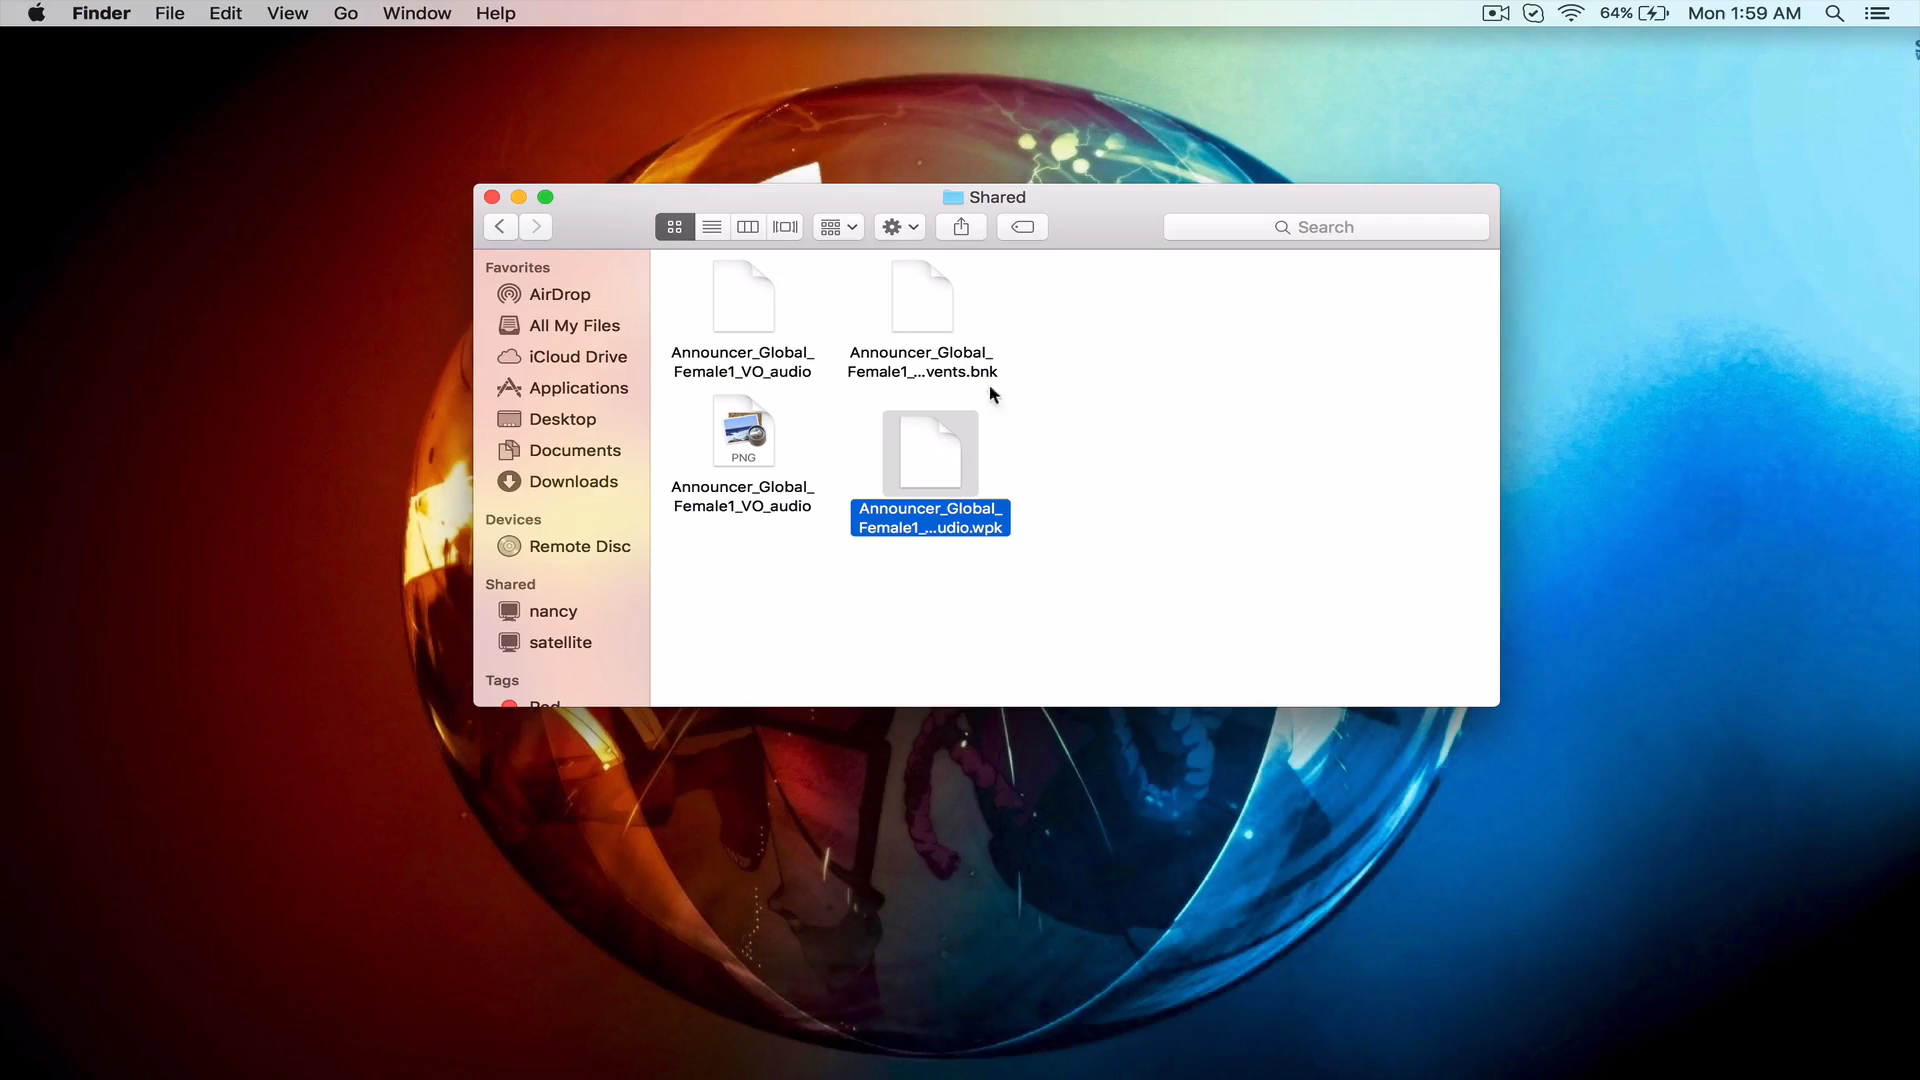 Finder File Edit View Go Window Help 64% Mon 1:59 AM
Shared
Search
Favorites
AirDrop
All My Files
iCloud Drive
Applications
Desktop
Documents
Downloads
Devices
Remote Disc
Shared
nancy
satellite
Tags
Red
Announcer_Global_
Female1_VO_audio
Announcer_Global_
Female1_...vents.bnk
PNG
Announcer_Global_
Female1_VO_audio
Announcer_Global_
Female1_...udio.wpk